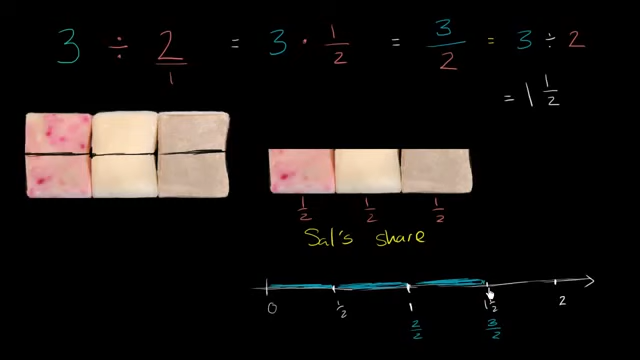 3 ÷ 2/1 = 3 · 1/2 = 3/2 = 3 ÷ 2
= 1 1/2
1/2 1/2 1/2
Sal's share
0 1/2 1 1 1/2 2
2/2 3/2